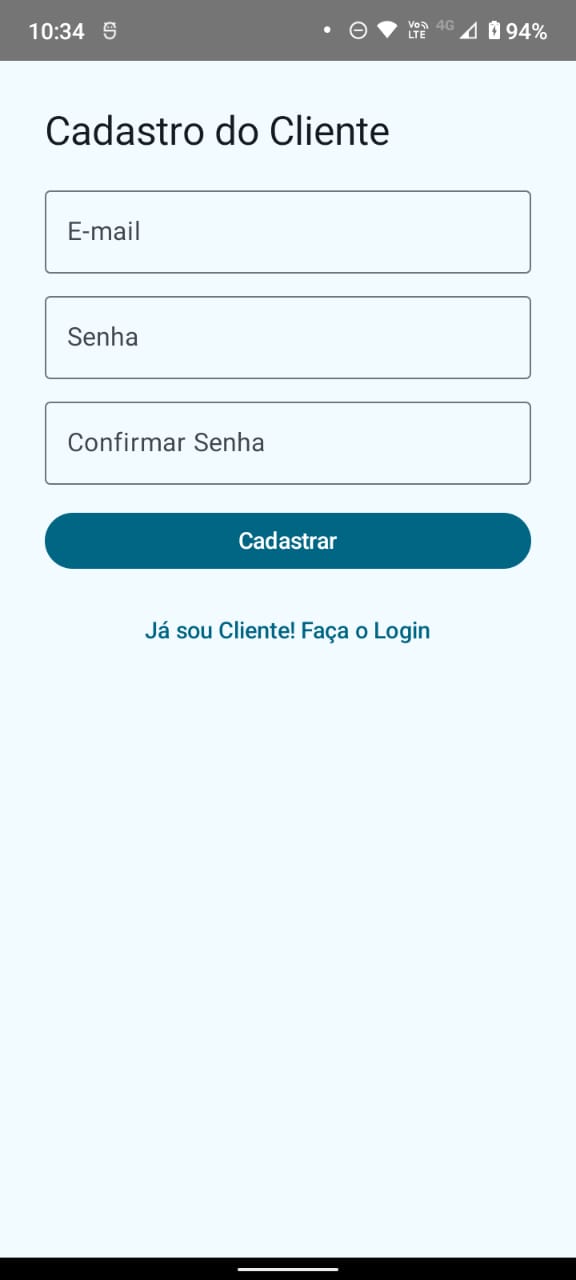 10:34
Vo LTE 4G 94%
Cadastro do Cliente
E-mail
Senha
Confirmar Senha
Cadastrar
Já sou Cliente! Faça o Login